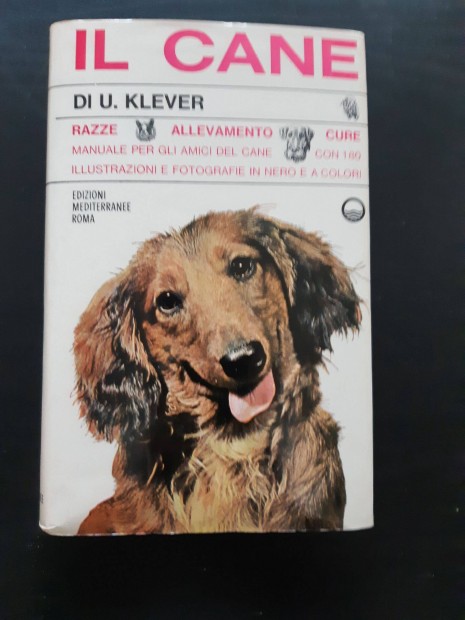 IL CANE
DI U. KLEVER
RAZZE ALLEVAMENTO CURE
MANUALE PER GLI AMICI DEL CANE CON 180
ILLUSTRAZIONI E FOTOGRAFIE IN NERO E A COLORI
EDIZIONI
MEDITERRANEE
ROMA